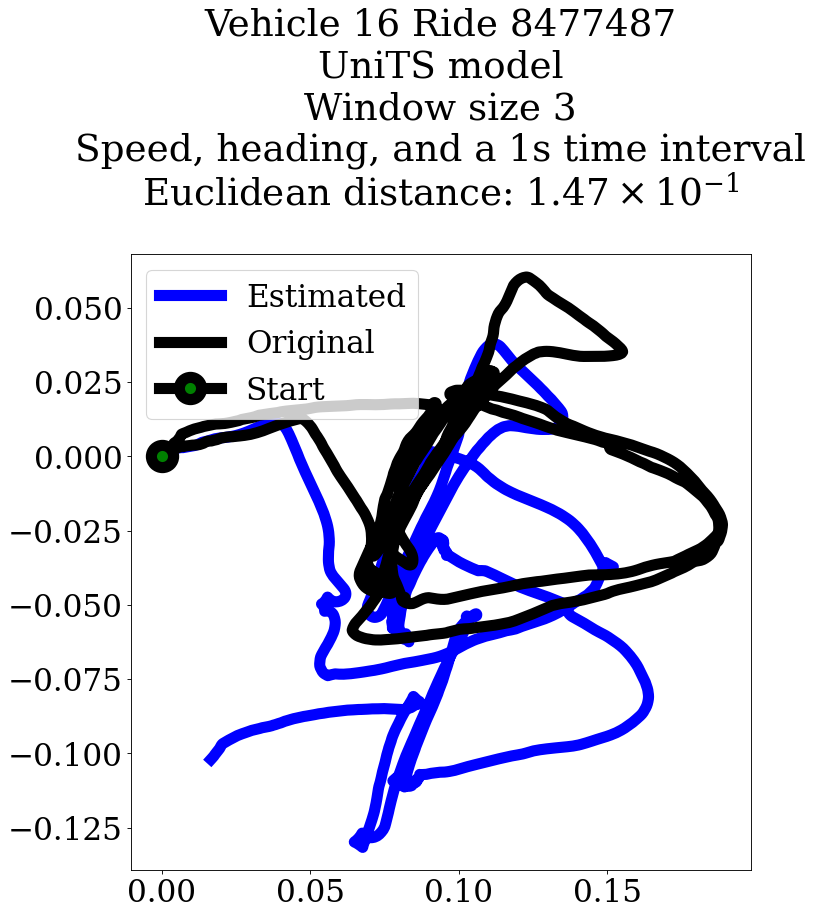 Vehicle 16 Ride 8477487
UniTS model
Window size 3
Speed, heading, and a 1s time interval
Euclidean distance: 1.47 × 10⁻¹
Estimated
Original
Start
0.050
0.025
0.000
−0.025
−0.050
−0.075
−0.100
−0.125
0.00 0.05 0.10 0.15